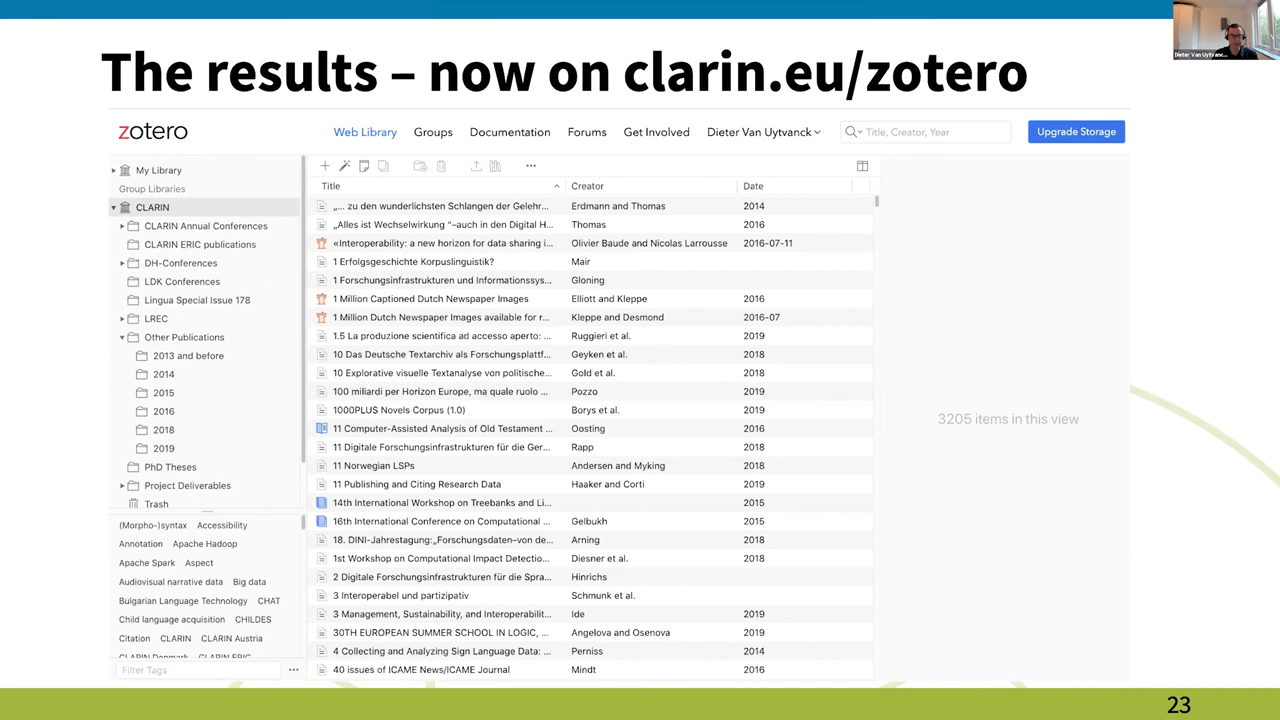 The results – now on clarin.eu/zotero
Dieter Van Uytvanc...
zotero
Web Library Groups Documentation Forums Get Involved Dieter Van Uytvanck Title, Creator, Year Upgrade Storage
My Library
Group Libraries
CLARIN
CLARIN Annual Conferences
CLARIN ERIC publications
DH-Conferences
LDK Conferences
Lingua Special Issue 178
LREC
Other Publications
2013 and before
2014
2015
2016
2018
2019
PhD Theses
Project Deliverables
Trash
(Morpho-)syntax Accessibility
Annotation Apache Hadoop
Apache Spark Aspect
Audiovisual narrative data Big data
Bulgarian Language Technology CHAT
Child language acquisition CHILDES
Citation CLARIN CLARIN Austria
CLARIN Denmark CLARIN ERIC
Filter Tags
Title Creator Date
„... zu den wunderlichsten Schlangen der Gelehr... Erdmann and Thomas 2014
„Alles ist Wechselwirkung “–auch in den Digital H... Thomas 2016
«Interoperability: a new horizon for data sharing i... Olivier Baude and Nicolas Larrousse 2016-07-11
1 Erfolgsgeschichte Korpuslinguistik? Mair
1 Forschungsinfrastrukturen und Informationssys... Gloning
1 Million Captioned Dutch Newspaper Images Elliott and Kleppe 2016
1 Million Dutch Newspaper Images available for r... Kleppe and Desmond 2016-07
1.5 La produzione scientifica ad accesso aperto: ... Ruggieri et al. 2019
10 Das Deutsche Textarchiv als Forschungsplattf... Geyken et al. 2018
10 Explorative visuelle Textanalyse von politische... Gold et al. 2018
100 miliardi per Horizon Europe, ma quale ruolo ... Pozzo 2019
1000PLUS Novels Corpus (1.0) Borys et al. 2019
11 Computer-Assisted Analysis of Old Testament ... Oosting 2016
11 Digitale Forschungsinfrastrukturen für die Ger... Rapp 2018
11 Norwegian LSPs Andersen and Myking 2018
11 Publishing and Citing Research Data Haaker and Corti 2019
14th International Workshop on Treebanks and Li... 2015
16th International Conference on Computational ... Gelbukh 2015
18. DINI-Jahrestagung:„Forschungsdaten–von de... Arning 2018
1st Workshop on Computational Impact Detectio... Diesner et al. 2018
2 Digitale Forschungsinfrastrukturen für die Spra... Hinrichs
3 Interoperabel und partizipativ Schmunk et al.
3 Management, Sustainability, and Interoperabilit... Ide 2019
30TH EUROPEAN SUMMER SCHOOL IN LOGIC, ... Angelova and Osenova 2019
4 Collecting and Analyzing Sign Language Data: ... Perniss 2014
40 issues of ICAME News/ICAME Journal Mindt 2016
3205 items in this view
23